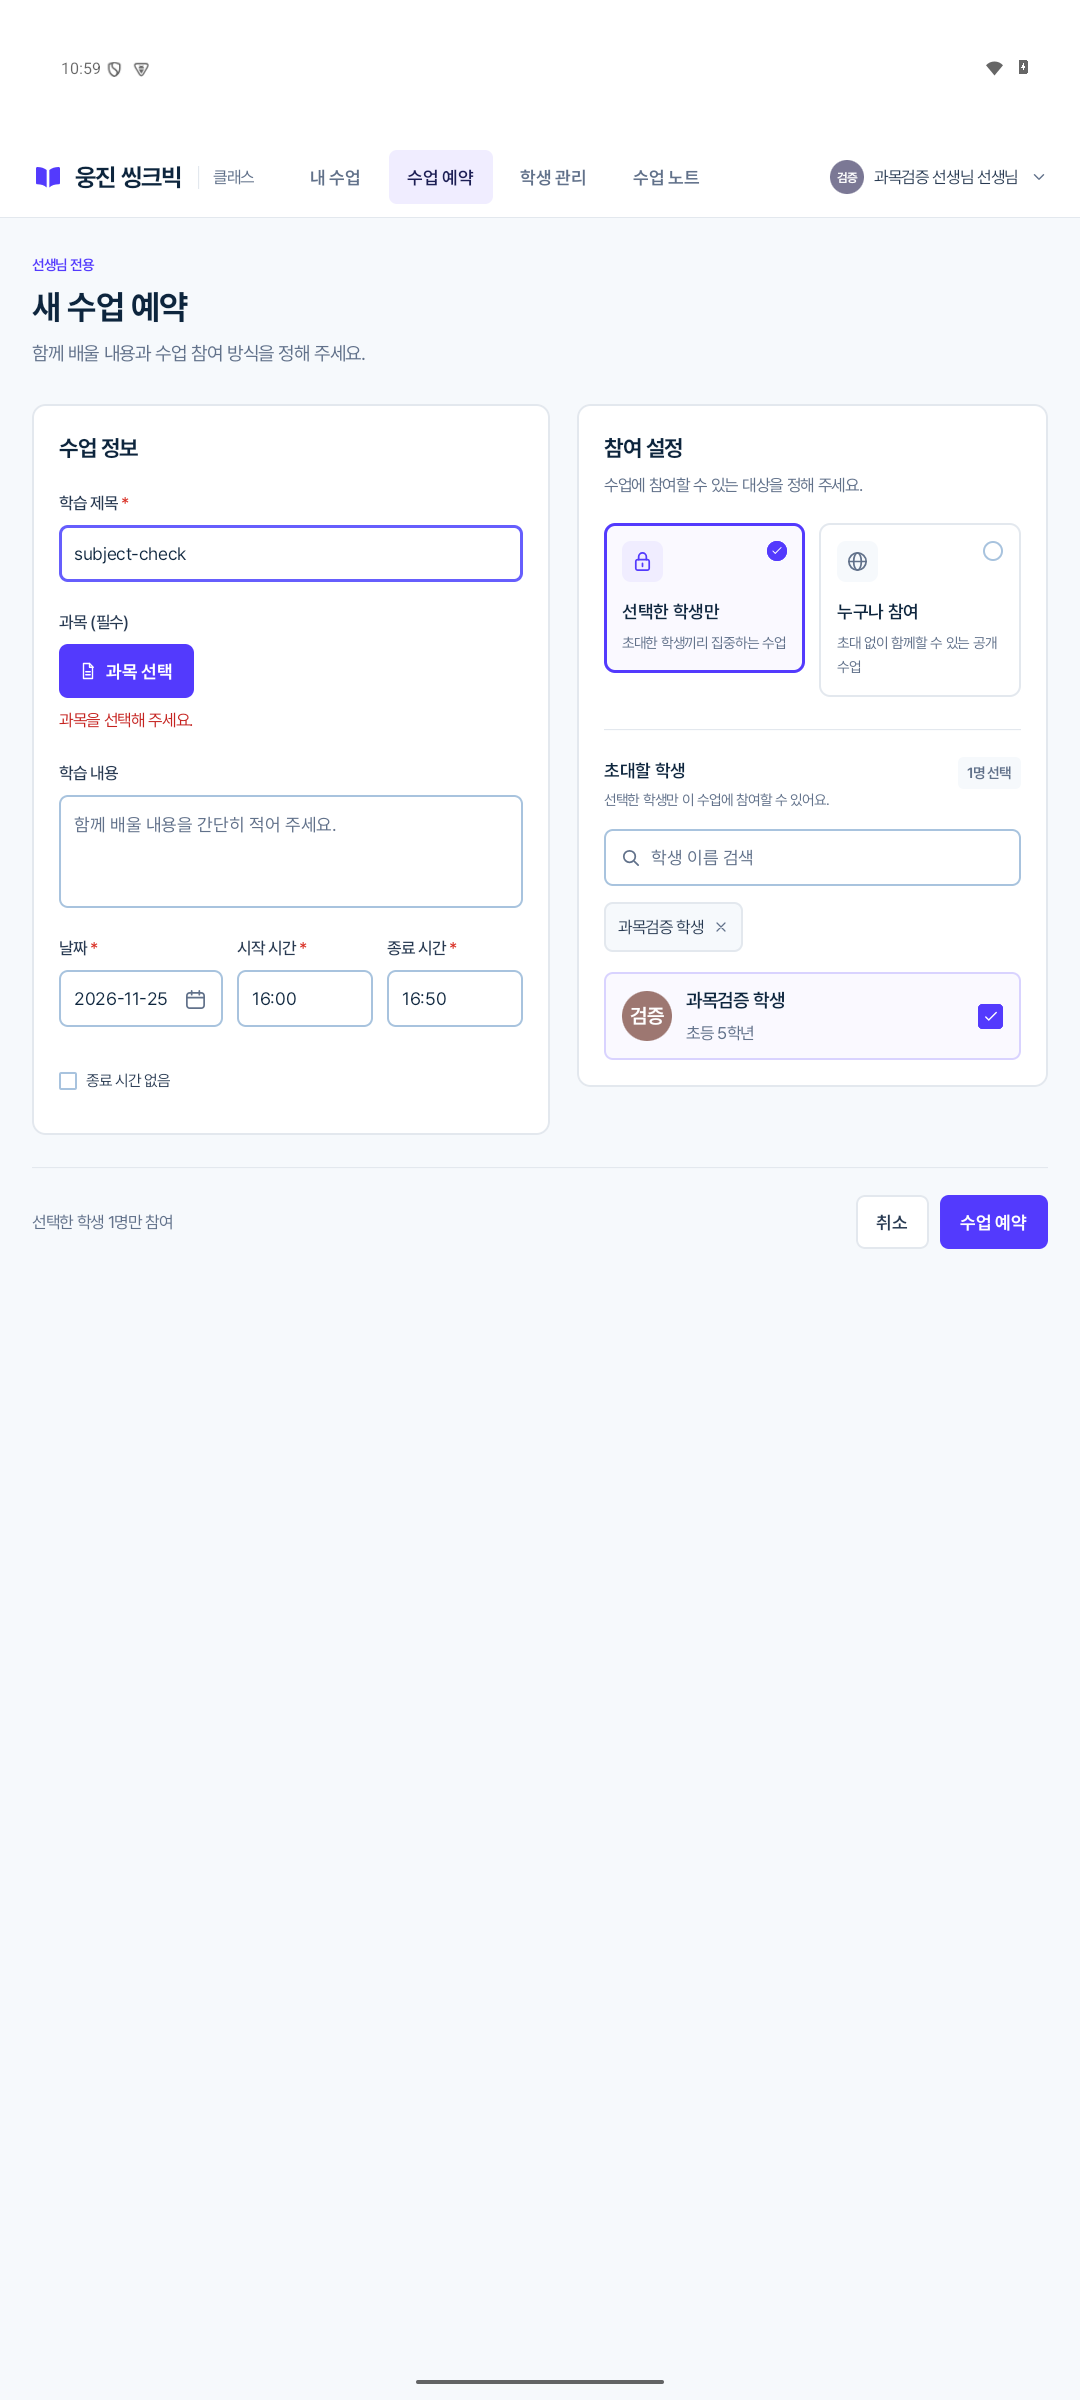 10:59
웅진 씽크빅
클래스
내 수업
수업 예약
학생 관리
수업 노트
검증
과목검증 선생님 선생님
선생님 전용
새 수업 예약
함께 배울 내용과 수업 참여 방식을 정해 주세요.
수업 정보
학습 제목 *
subject-check
과목 (필수)
과목 선택
과목을 선택해 주세요.
학습 내용
함께 배울 내용을 간단히 적어 주세요.
날짜 *
시작 시간 *
종료 시간 *
2026-11-25
16:00
16:50
종료 시간 없음
참여 설정
수업에 참여할 수 있는 대상을 정해 주세요.
선택한 학생만
초대한 학생끼리 집중하는 수업
누구나 참여
초대 없이 함께할 수 있는 공개
수업
초대할 학생
1명 선택
선택한 학생만 이 수업에 참여할 수 있어요.
학생 이름 검색
과목검증 학생
검증
과목검증 학생
초등 5학년
선택한 학생 1명만 참여
취소
수업 예약